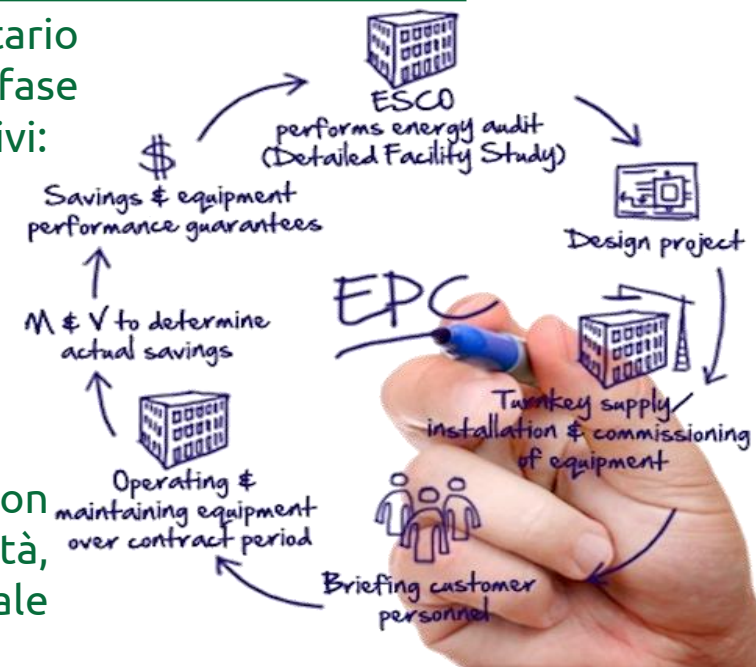 tario
fase
ivi:
ESCO
performs energy audit
(Detailed Facility Study)
Design project
Turnkey supply/
installation & commissioning
of equipment
Briefing customer
personnel
Operating &
maintaining equipment
over contract period
M & V to determine
actual savings
$
Savings & equipment
performance guarantees
EPC
on
tà,
ale